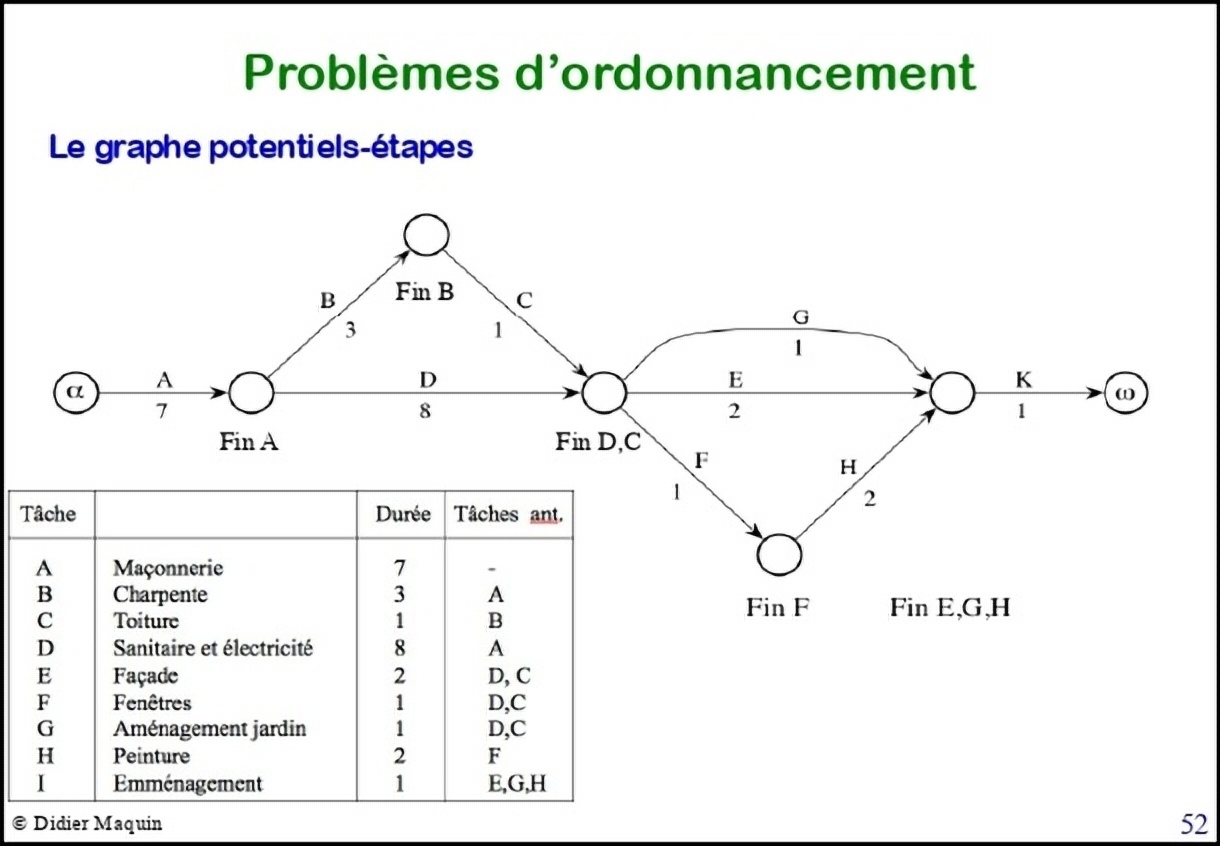 Problèmes d'ordonnancement
Le graphe potentiels-étapes
Fin B
B
3
C
1
G
1
α
A
7
D
8
E
2
K
1
ω
Fin A
Fin D,C
F
1
H
2
Fin F
Fin E,G,H
Tâche Durée Tâches ant.
A Maçonnerie 7 -
B Charpente 3 A
C Toiture 1 B
D Sanitaire et électricité 8 A
E Façade 2 D, C
F Fenêtres 1 D,C
G Aménagement jardin 1 D,C
H Peinture 2 F
I Emménagement 1 E,G,H
© Didier Maquin
52